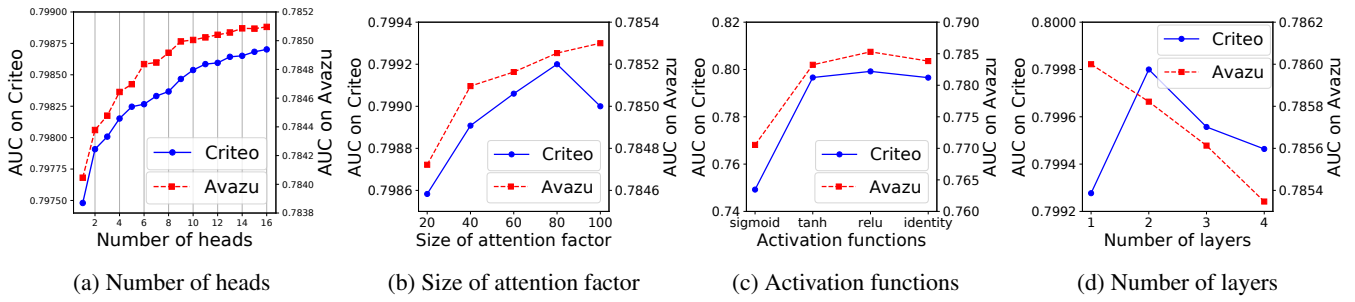 0.79900
0.79875
0.79850
0.79825
0.79800
0.79775
0.79750
AUC on Criteo
0.7852
0.7850
0.7848
0.7846
0.7844
0.7842
0.7840
0.7838
AUC on Avazu
Criteo
Avazu
2 4 6 8 10 12 14 16
Number of heads
(a) Number of heads
0.7994
0.7992
0.7990
0.7988
0.7986
AUC on Criteo
0.7854
0.7852
0.7850
0.7848
0.7846
AUC on Avazu
Criteo
Avazu
20 40 60 80 100
Size of attention factor
(b) Size of attention factor
0.82
0.80
0.78
0.76
0.74
AUC on Criteo
0.790
0.785
0.780
0.775
0.770
0.765
0.760
AUC on Avazu
Criteo
Avazu
sigmoid tanh relu identity
Activation functions
(c) Activation functions
0.8000
0.7998
0.7996
0.7994
0.7992
AUC on Criteo
0.7862
0.7860
0.7858
0.7856
0.7854
AUC on Avazu
Criteo
Avazu
1 2 3 4
Number of layers
(d) Number of layers